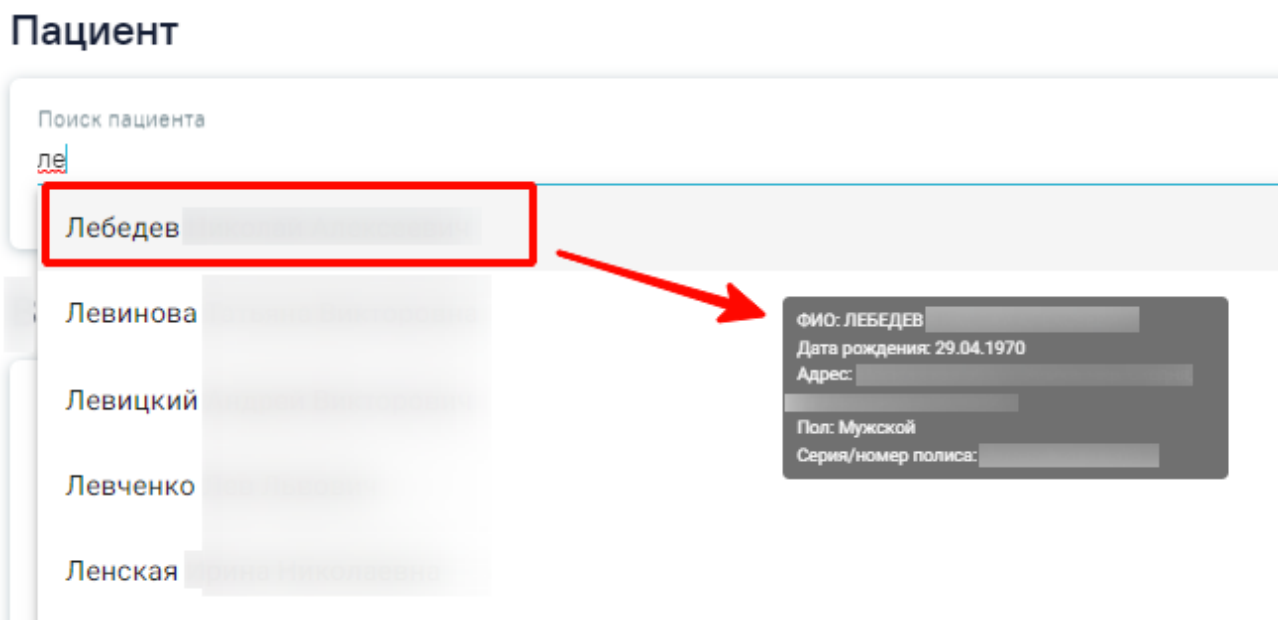 Пациент
Поиск пациента
ле
Лебедев
Левинова
Левицкий
Левченко
Ленская
ФИО: ЛЕБЕДЕВ
Дата рождения: 29.04.1970
Адрес:
Пол: Мужской
Серия/номер полиса: